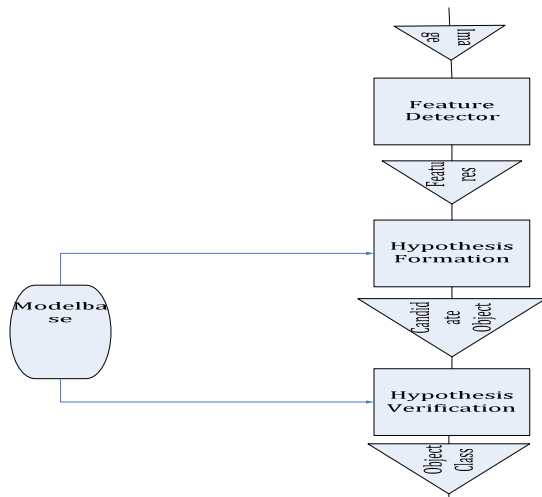 Ima
ge
Feature
Detector
Featu
res
Hypothesis
Formation
Modelba
se
Candid
ate
Object
Hypothesis
Verification
Object
Class